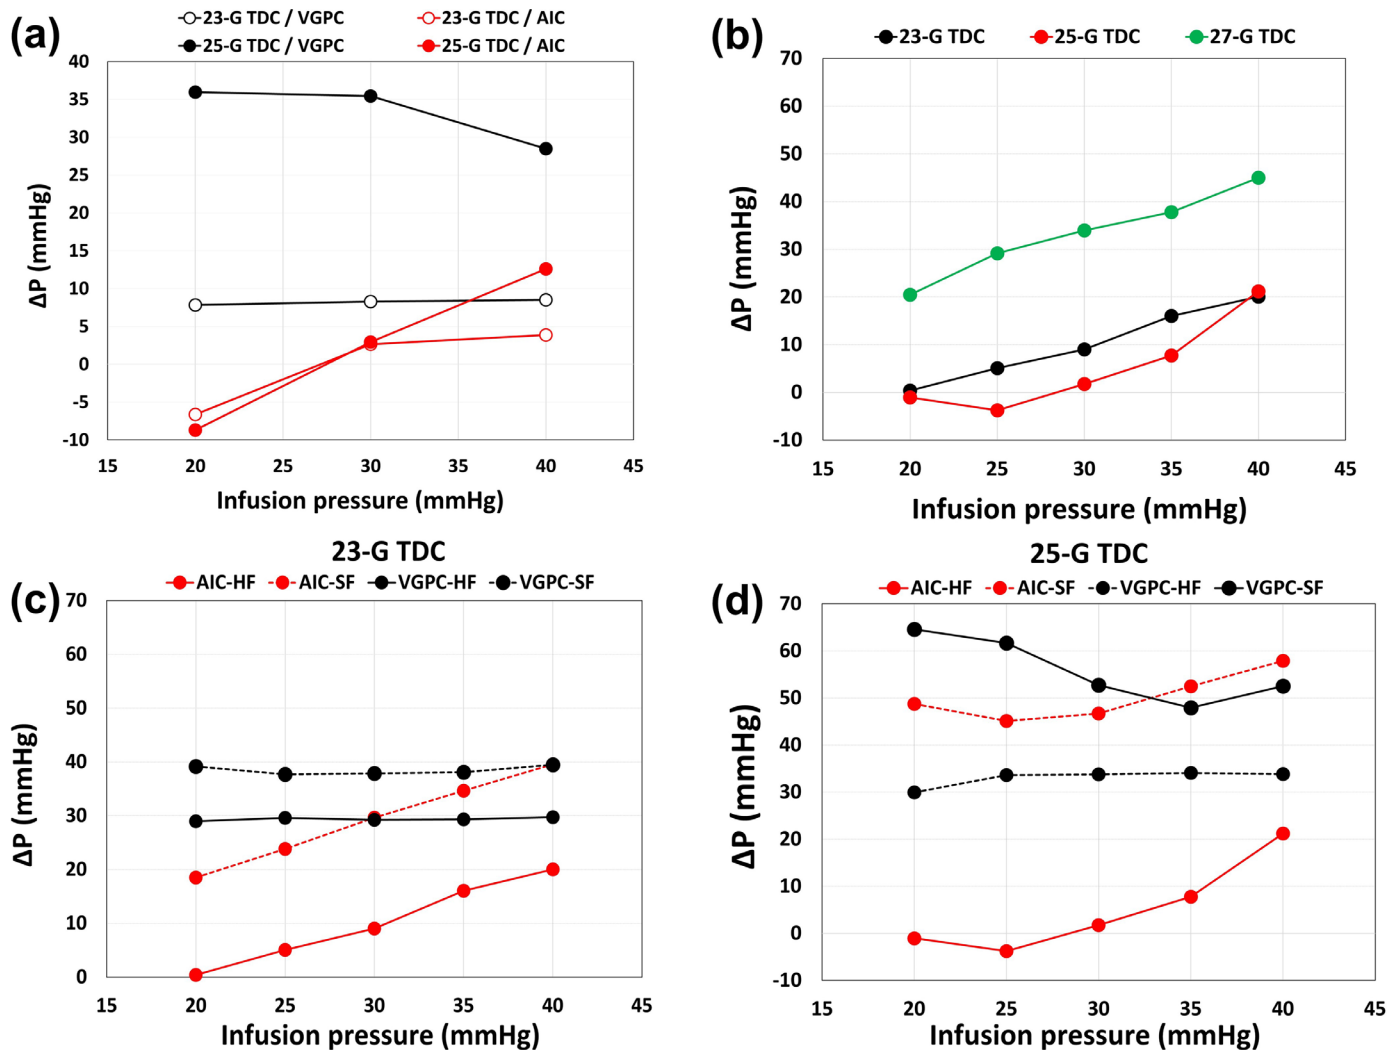 (a)
23-G TDC / VGPC
23-G TDC / AIC
25-G TDC / VGPC
25-G TDC / AIC
40
35
30
25
20
15
10
5
0
-5
-10
ΔP (mmHg)
15 20 25 30 35 40 45
Infusion pressure (mmHg)
(b)
23-G TDC 25-G TDC 27-G TDC
70
60
50
40
30
20
10
0
-10
ΔP (mmHg)
15 20 25 30 35 40 45
Infusion pressure (mmHg)
(c)
23-G TDC
AIC-HF AIC-SF VGPC-HF VGPC-SF
70
60
50
40
30
20
10
0
ΔP (mmHg)
15 20 25 30 35 40 45
Infusion pressure (mmHg)
(d)
25-G TDC
AIC-HF AIC-SF VGPC-HF VGPC-SF
70
60
50
40
30
20
10
0
-10
ΔP (mmHg)
15 20 25 30 35 40 45
Infusion pressure (mmHg)